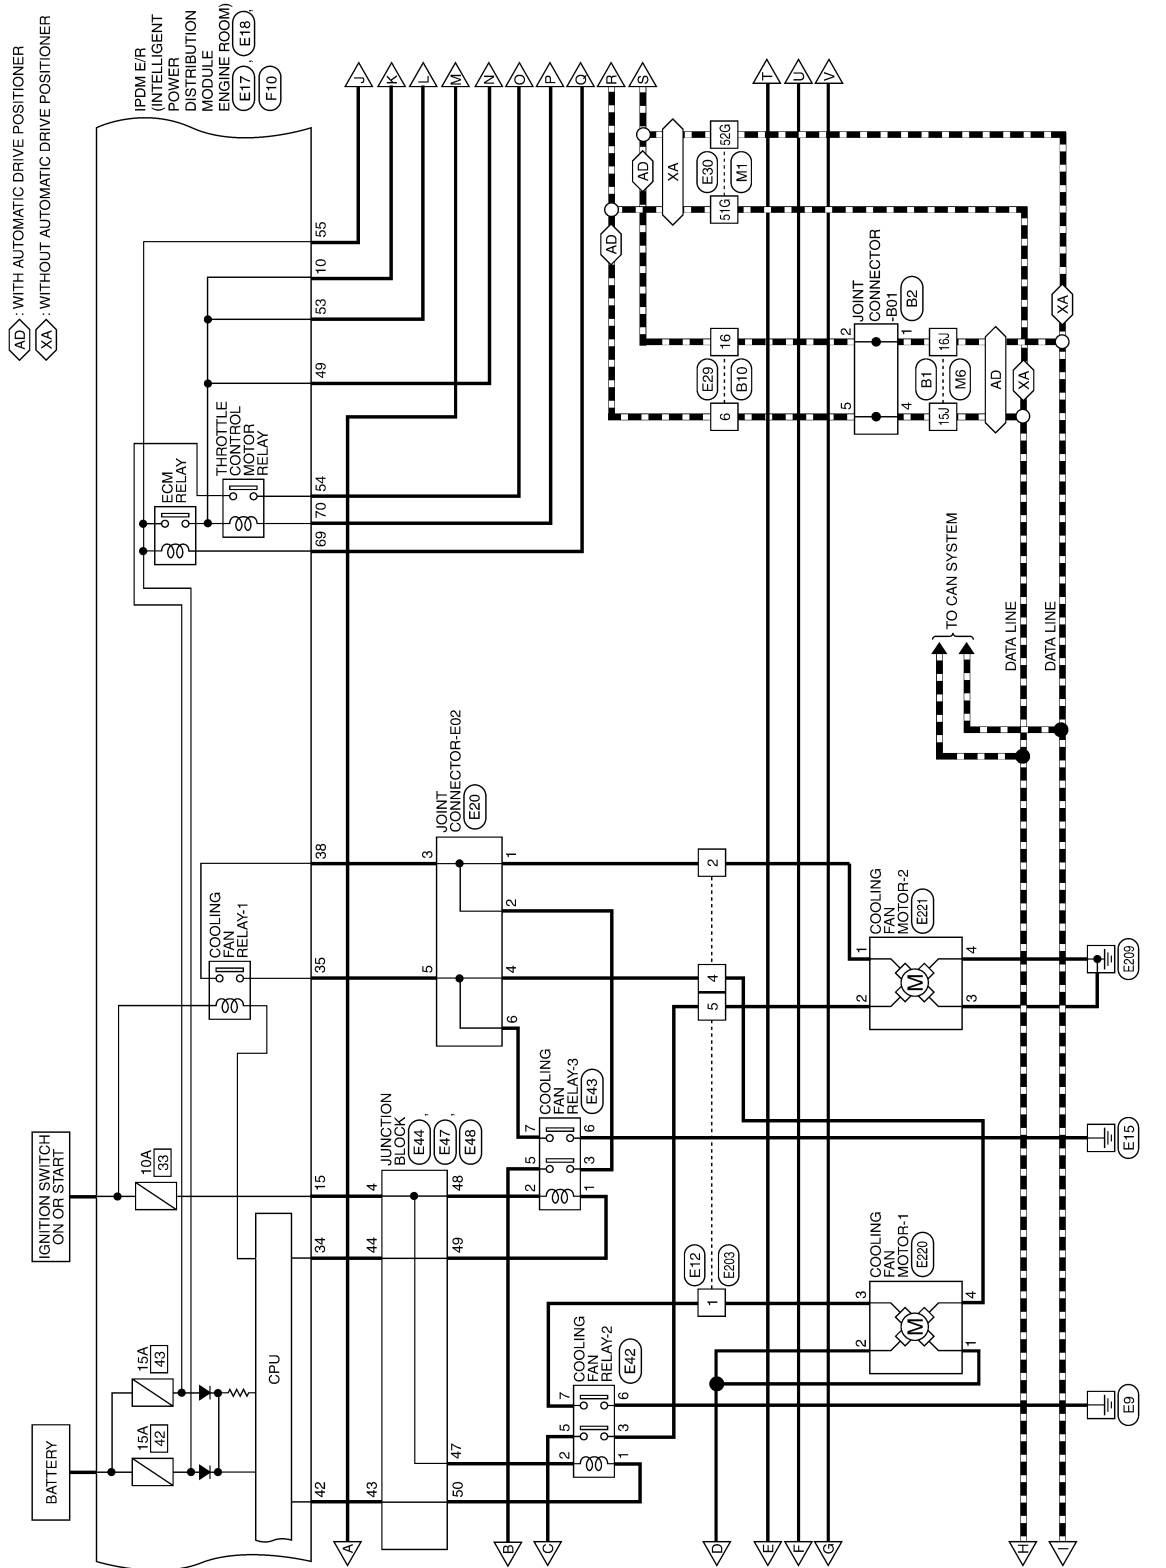 AD : WITH AUTOMATIC DRIVE POSITIONER
XA : WITHOUT AUTOMATIC DRIVE POSITIONER
IPDM E/R
(INTELLIGENT
POWER
DISTRIBUTION
MODULE
ENGINE ROOM)
E17 , E18 ,
F10
BATTERY
IGNITION SWITCH
ON OR START
15A
42
15A
43
10A
33
CPU
COOLING
FAN
RELAY-1
ECM
RELAY
THROTTLE
CONTROL
MOTOR
RELAY
42
34
15
35
38
69
70
54
49
53
10
55
J
K
L
M
N
O
P
Q
R
S
T
U
V
A
B
C
D
E
F
G
H
I
JUNCTION
BLOCK
E44 ,
E47 ,
E48
43
44
4
50
47
49
48
JOINT
CONNECTOR-E02
E20
5
3
6
4
2
1
COOLING
FAN
RELAY-2
E42
2
5
7
1
3
6
COOLING
FAN
RELAY-3
E43
2
5
7
1
3
6
E12
E203
1
5
4
2
COOLING
FAN
MOTOR-1
E220
2
3
1
4
COOLING
FAN
MOTOR-2
E221
2
1
3
4
M
M
E9
E15
E209
TO CAN SYSTEM
DATA LINE
DATA LINE
AD
AD
XA
E30
M1
51G
52G
E29
B10
6
16
JOINT
CONNECTOR
-B01
B2
5
2
4
1
B1
M6
15J
16J
AD
XA
XA